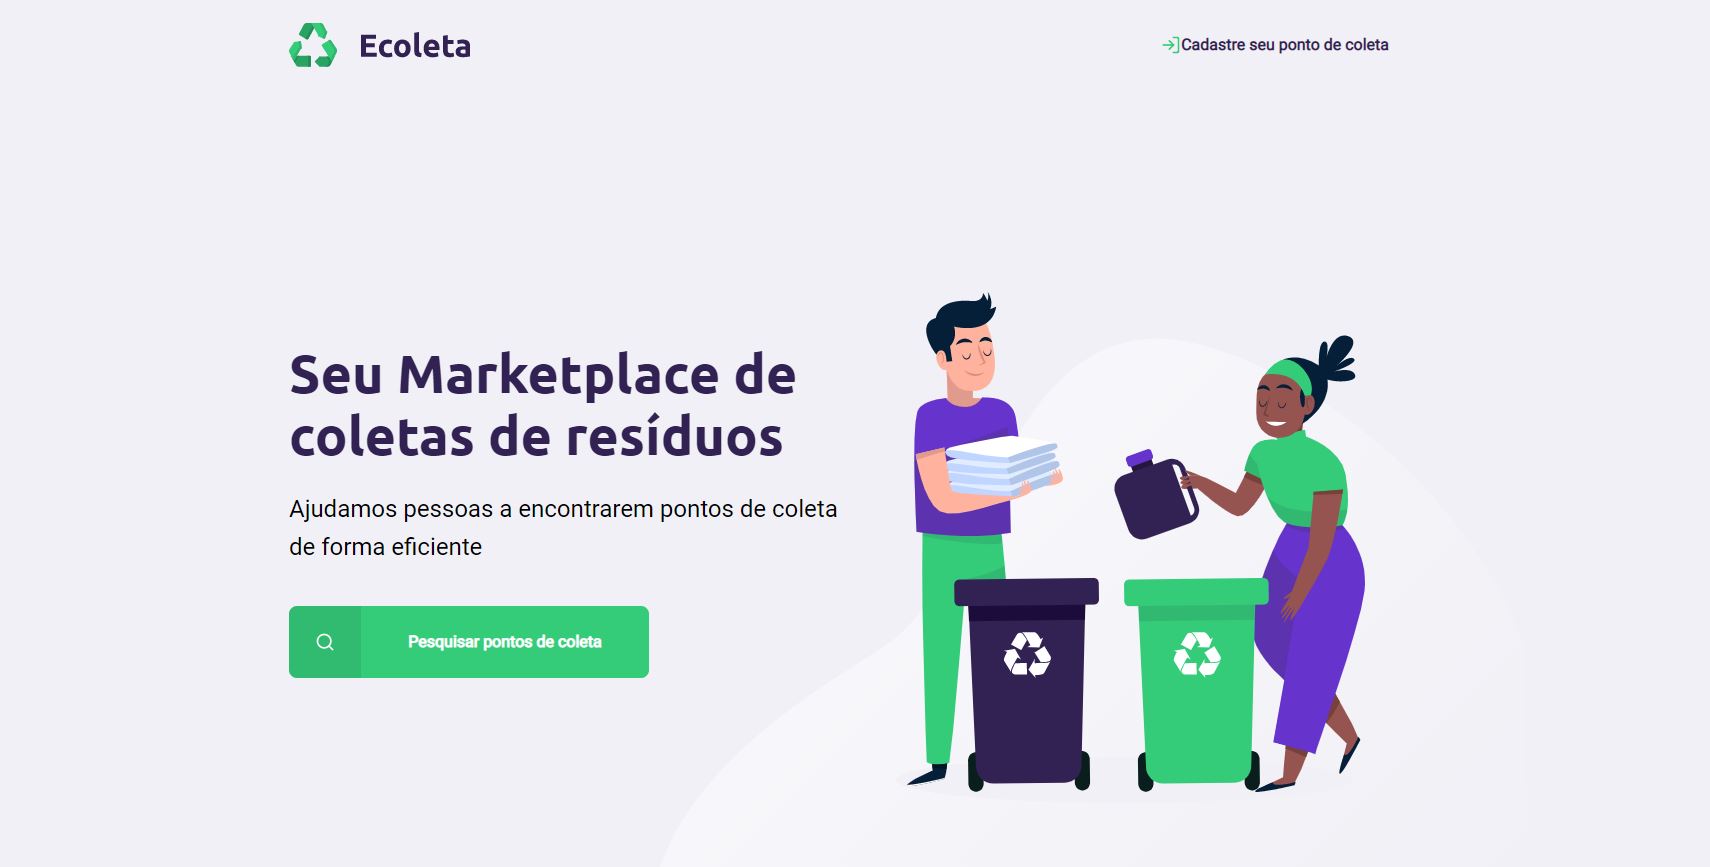 Ecoleta
Cadastre seu ponto de coleta
Seu Marketplace de
coletas de resíduos
Ajudamos pessoas a encontrarem pontos de coleta
de forma eficiente
Pesquisar pontos de coleta